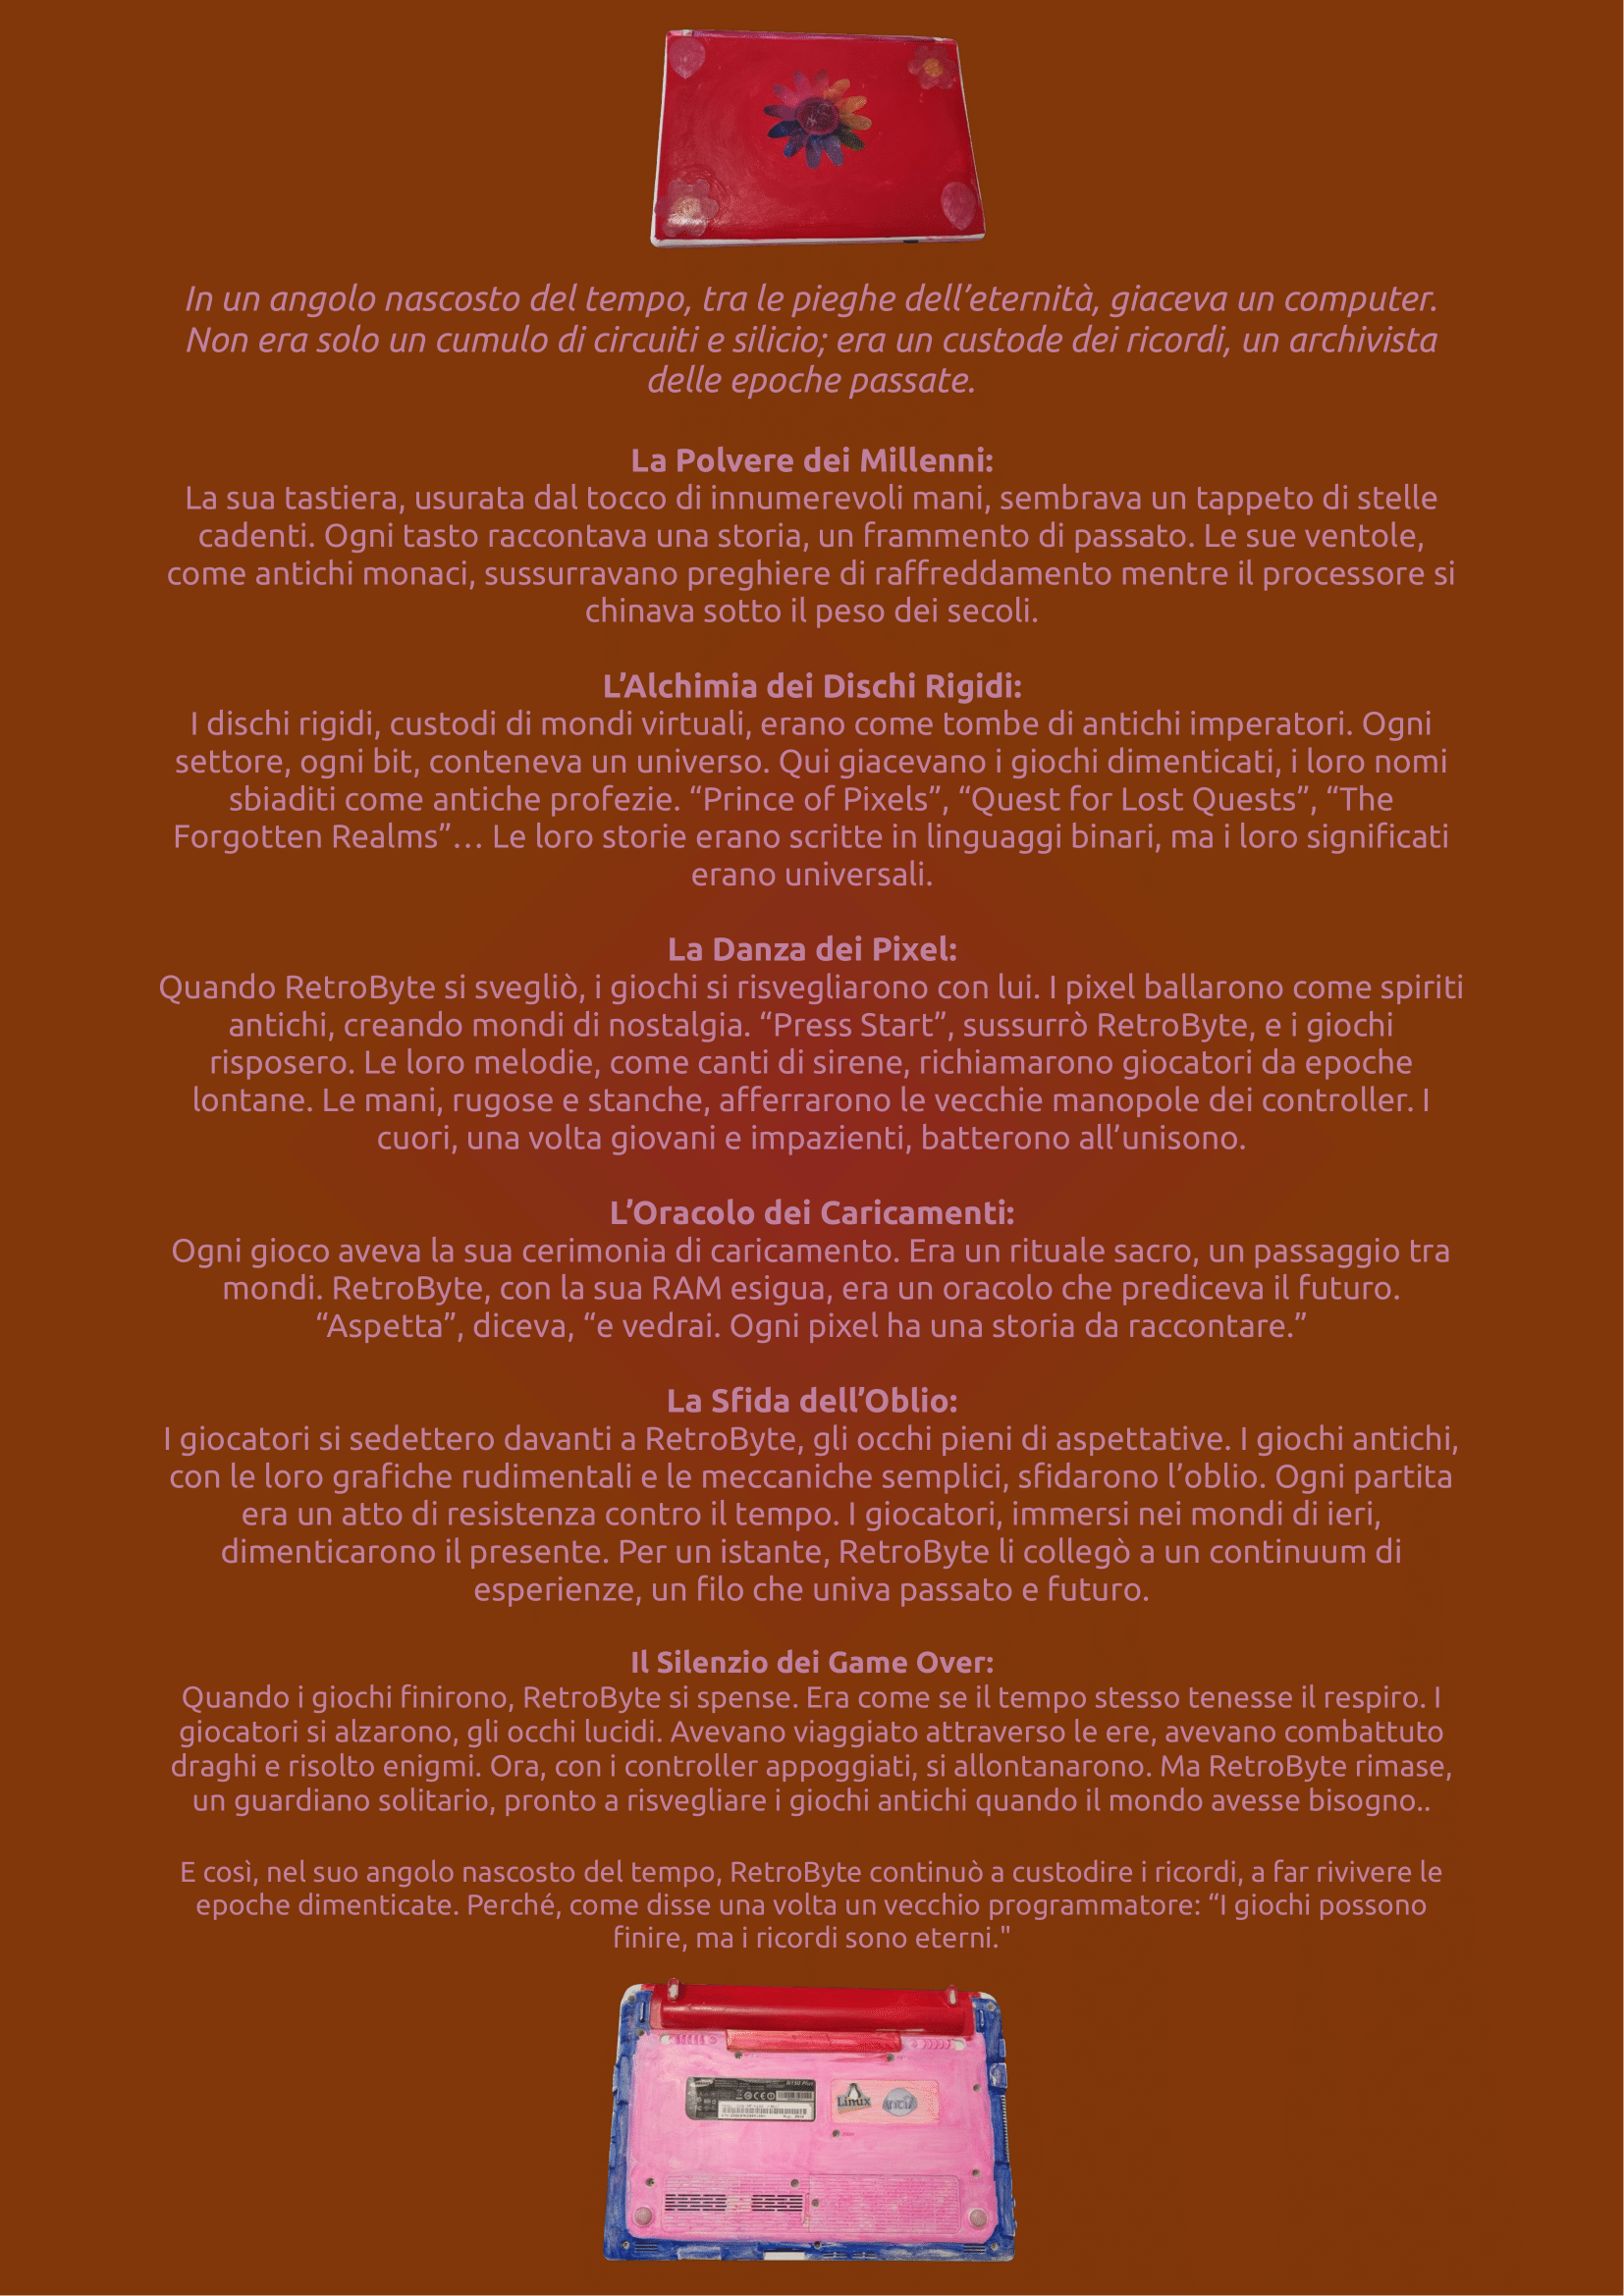 In un angolo nascosto del tempo, tra le pieghe dell’eternità, giaceva un computer.
Non era solo un cumulo di circuiti e silicio; era un custode dei ricordi, un archivista
delle epoche passate.
La Polvere dei Millenni:
La sua tastiera, usurata dal tocco di innumerevoli mani, sembrava un tappeto di stelle
cadenti. Ogni tasto raccontava una storia, un frammento di passato. Le sue ventole,
come antichi monaci, sussurravano preghiere di raffreddamento mentre il processore si
chinava sotto il peso dei secoli.
L’Alchimia dei Dischi Rigidi:
I dischi rigidi, custodi di mondi virtuali, erano come tombe di antichi imperatori. Ogni
settore, ogni bit, conteneva un universo. Qui giacevano i giochi dimenticati, i loro nomi
sbiaditi come antiche profezie. “Prince of Pixels”, “Quest for Lost Quests”, “The
Forgotten Realms”… Le loro storie erano scritte in linguaggi binari, ma i loro significati
erano universali.
La Danza dei Pixel:
Quando RetroByte si svegliò, i giochi si risvegliarono con lui. I pixel ballarono come spiriti
antichi, creando mondi di nostalgia. “Press Start”, sussurrò RetroByte, e i giochi
risposero. Le loro melodie, come canti di sirene, richiamarono giocatori da epoche
lontane. Le mani, rugose e stanche, afferrarono le vecchie manopole dei controller. I
cuori, una volta giovani e impazienti, batterono all’unisono.
L’Oracolo dei Caricamenti:
Ogni gioco aveva la sua cerimonia di caricamento. Era un rituale sacro, un passaggio tra
mondi. RetroByte, con la sua RAM esigua, era un oracolo che prediceva il futuro.
“Aspetta”, diceva, “e vedrai. Ogni pixel ha una storia da raccontare.”
La Sfida dell’Oblio:
I giocatori si sedettero davanti a RetroByte, gli occhi pieni di aspettative. I giochi antichi,
con le loro grafiche rudimentali e le meccaniche semplici, sfidarono l’oblio. Ogni partita
era un atto di resistenza contro il tempo. I giocatori, immersi nei mondi di ieri,
dimenticarono il presente. Per un istante, RetroByte li collegò a un continuum di
esperienze, un filo che univa passato e futuro.
Il Silenzio dei Game Over:
Quando i giochi finirono, RetroByte si spense. Era come se il tempo stesso tenesse il respiro. I
giocatori si alzarono, gli occhi lucidi. Avevano viaggiato attraverso le ere, avevano combattuto
draghi e risolto enigmi. Ora, con i controller appoggiati, si allontanarono. Ma RetroByte rimase,
un guardiano solitario, pronto a risvegliare i giochi antichi quando il mondo avesse bisogno..
E così, nel suo angolo nascosto del tempo, RetroByte continuò a custodire i ricordi, a far rivivere le
epoche dimenticate. Perché, come disse una volta un vecchio programmatore: “I giochi possono
finire, ma i ricordi sono eterni."
N150 Plus
Linux